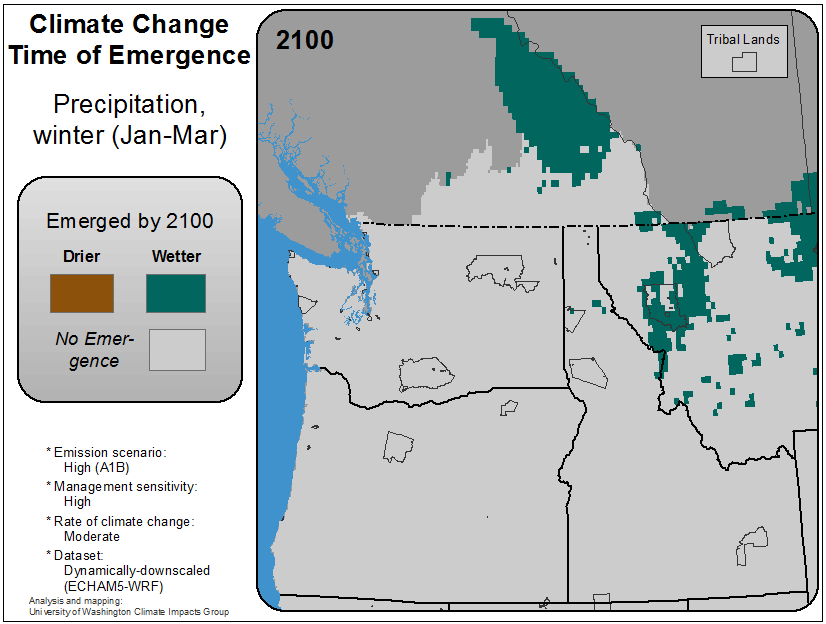 Climate Change
Time of Emergence
Precipitation,
winter (Jan-Mar)
Emerged by 2100
Drier
Wetter
No Emer-
gence
* Emission scenario:
High (A1B)
* Management sensitivity:
High
* Rate of climate change:
Moderate
* Dataset:
Dynamically-downscaled
(ECHAM5-WRF)
Analysis and mapping:
University of Washington Climate Impacts Group
2100
Tribal Lands